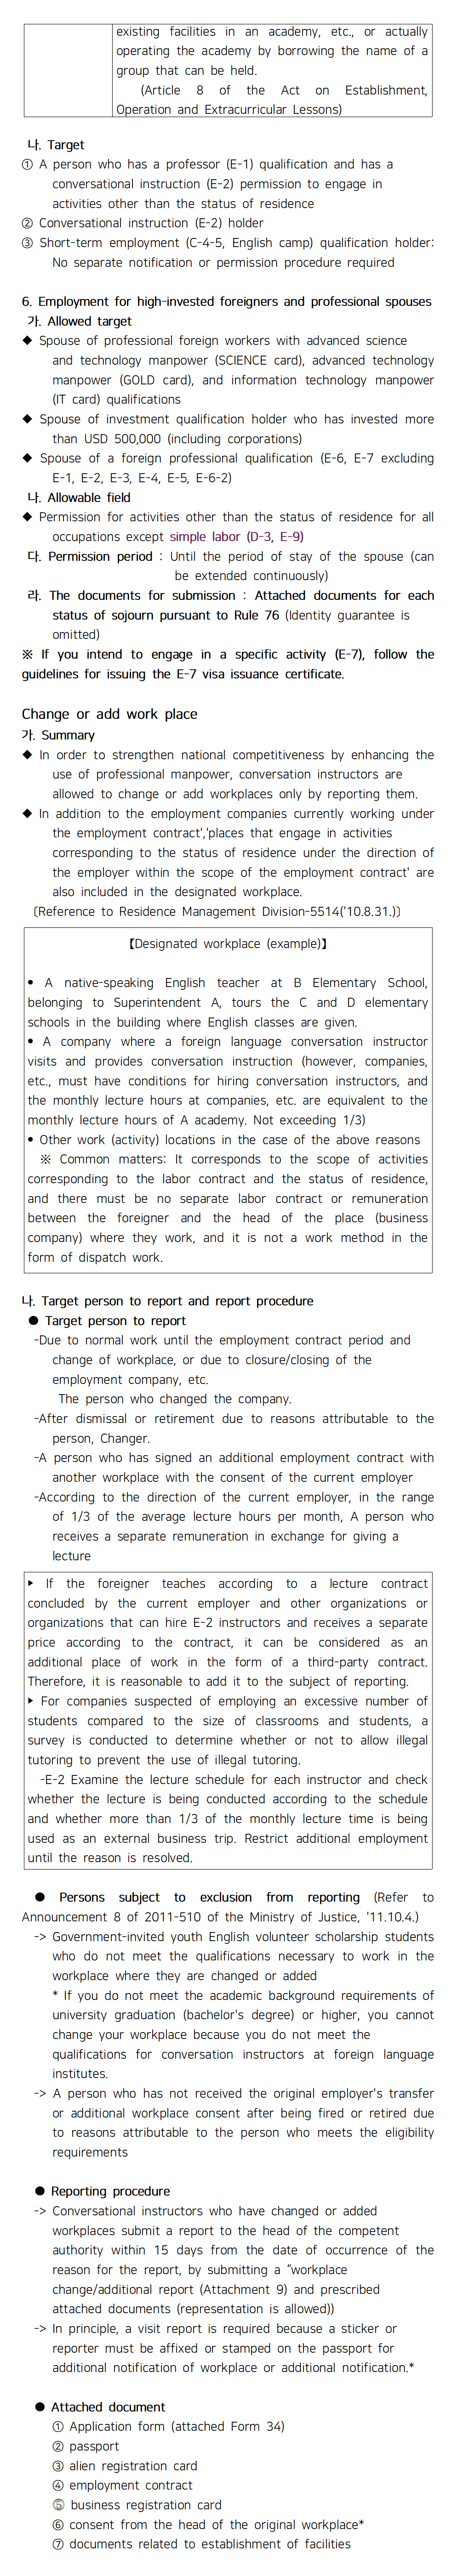 existing facilities in an academy, etc., or actually
operating the academy by borrowing the name of a
group that can be held.
(Article 8 of the Act on Establishment,
Operation and Extracurricular Lessons)
나. Target
① A person who has a professor (E-1) qualification and has a
conversational instruction (E-2) permission to engage in
activities other than the status of residence
② Conversational instruction (E-2) holder
③ Short-term employment (C-4-5, English camp) qualification holder:
No separate notification or permission procedure required
6. Employment for high-invested foreigners and professional spouses
가. Allowed target
◆ Spouse of professional foreign workers with advanced science
and technology manpower (SCIENCE card), advanced technology
manpower (GOLD card), and information technology manpower
(IT card) qualifications
◆ Spouse of investment qualification holder who has invested more
than USD 500,000 (including corporations)
◆ Spouse of a foreign professional qualification (E-6, E-7 excluding
E-1, E-2, E-3, E-4, E-5, E-6-2)
나. Allowable field
◆ Permission for activities other than the status of residence for all
occupations except simple labor (D-3, E-9)
다. Permission period : Until the period of stay of the spouse (can
be extended continuously)
라. The documents for submission : Attached documents for each
status of sojourn pursuant to Rule 76 (Identity guarantee is
omitted)
※ If you intend to engage in a specific activity (E-7), follow the
guidelines for issuing the E-7 visa issuance certificate.
Change or add work place
가. Summary
◆ In order to strengthen national competitiveness by enhancing the
use of professional manpower, conversation instructors are
allowed to change or add workplaces only by reporting them.
◆ In addition to the employment companies currently working under
the employment contract','places that engage in activities
corresponding to the status of residence under the direction of
the employer within the scope of the employment contract' are
also included in the designated workplace.
〔Reference to Residence Management Division-5514('10.8.31.)〕
【Designated workplace (example)】
• A native-speaking English teacher at B Elementary School,
belonging to Superintendent A, tours the C and D elementary
schools in the building where English classes are given.
• A company where a foreign language conversation instructor
visits and provides conversation instruction (however, companies,
etc., must have conditions for hiring conversation instructors, and
the monthly lecture hours at companies, etc. are equivalent to the
monthly lecture hours of A academy. Not exceeding 1/3)
• Other work (activity) locations in the case of the above reasons
※ Common matters: It corresponds to the scope of activities
corresponding to the labor contract and the status of residence,
and there must be no separate labor contract or remuneration
between the foreigner and the head of the place (business
company) where they work, and it is not a work method in the
form of dispatch work.
나. Target person to report and report procedure
● Target person to report
-Due to normal work until the employment contract period and
change of workplace, or due to closure/closing of the
employment company, etc.
The person who changed the company.
-After dismissal or retirement due to reasons attributable to the
person, Changer.
-A person who has signed an additional employment contract with
another workplace with the consent of the current employer
-According to the direction of the current employer, in the range
of 1/3 of the average lecture hours per month, A person who
receives a separate remuneration in exchange for giving a
lecture
▸ If the foreigner teaches according to a lecture contract
concluded by the current employer and other organizations or
organizations that can hire E-2 instructors and receives a separate
price according to the contract, it can be considered as an
additional place of work in the form of a third-party contract.
Therefore, it is reasonable to add it to the subject of reporting.
▸ For companies suspected of employing an excessive number of
students compared to the size of classrooms and students, a
survey is conducted to determine whether or not to allow illegal
tutoring to prevent the use of illegal tutoring.
-E-2 Examine the lecture schedule for each instructor and check
whether the lecture is being conducted according to the schedule
and whether more than 1/3 of the monthly lecture time is being
used as an external business trip. Restrict additional employment
until the reason is resolved.
● Persons subject to exclusion from reporting (Refer to
Announcement 8 of 2011-510 of the Ministry of Justice, '11.10.4.)
-> Government-invited youth English volunteer scholarship students
who do not meet the qualifications necessary to work in the
workplace where they are changed or added
* If you do not meet the academic background requirements of
university graduation (bachelor's degree) or higher, you cannot
change your workplace because you do not meet the
qualifications for conversation instructors at foreign language
institutes.
-> A person who has not received the original employer's transfer
or additional workplace consent after being fired or retired due
to reasons attributable to the person who meets the eligibility
requirements
● Reporting procedure
-> Conversational instructors who have changed or added
workplaces submit a report to the head of the competent
authority within 15 days from the date of occurrence of the
reason for the report, by submitting a “workplace
change/additional report (Attachment 9) and prescribed
attached documents (representation is allowed))
-> In principle, a visit report is required because a sticker or
reporter must be affixed or stamped on the passport for
additional notification of workplace or additional notification.*
● Attached document
① Application form (attached Form 34)
② passport
③ alien registration card
④ employment contract
⑤ business registration card
⑥ consent from the head of the original workplace*
⑦ documents related to establishment of facilities